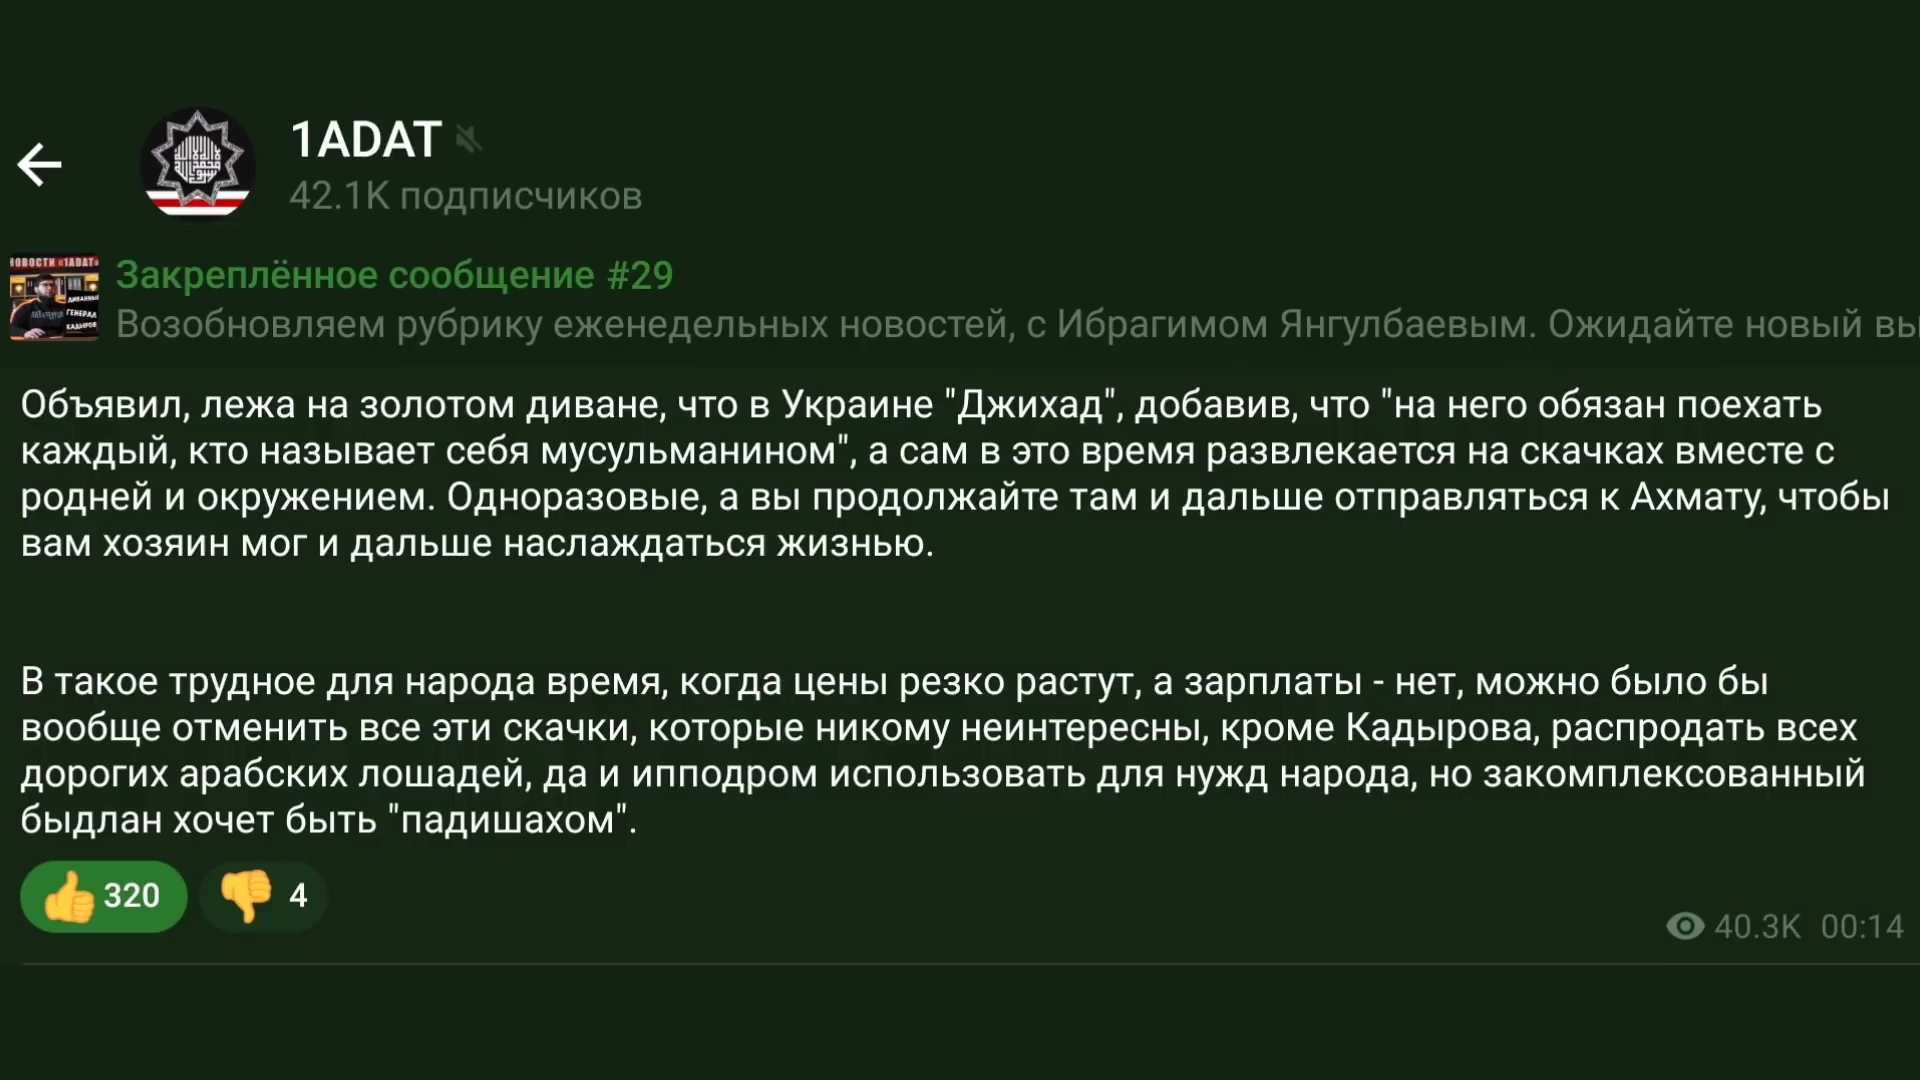 1ADAT
42.1K подписчиков
НОВОСТИ «1ADAT»
ДИВАННЫЙ
ГЕНЕРАЛ
КАДЫРОВ
Закреплённое сообщение #29
Возобновляем рубрику еженедельных новостей, с Ибрагимом Янгулбаевым. Ожидайте новый вы
Объявил, лежа на золотом диване, что в Украине "Джихад", добавив, что "на него обязан поехать
каждый, кто называет себя мусульманином", а сам в это время развлекается на скачках вместе с
родней и окружением. Одноразовые, а вы продолжайте там и дальше отправляться к Ахмату, чтобы
вам хозяин мог и дальше наслаждаться жизнью.
В такое трудное для народа время, когда цены резко растут, а зарплаты - нет, можно было бы
вообще отменить все эти скачки, которые никому неинтересны, кроме Кадырова, распродать всех
дорогих арабских лошадей, да и ипподром использовать для нужд народа, но закомплексованный
быдлан хочет быть "падишахом".
320
4
40.3K 00:14